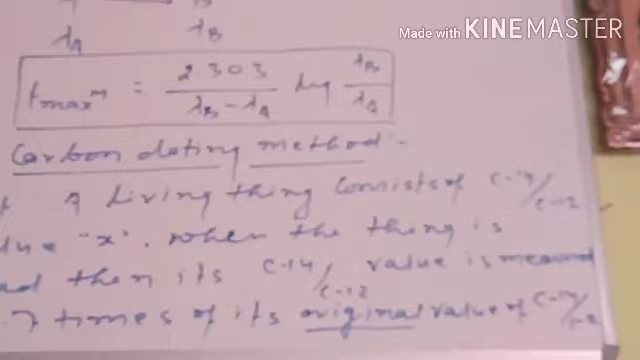 λA λB
Made with KINEMASTER
tmax^m = 2303/λB-λA log λB/λA
Carbon dating method -
A living thing consists of C-14/C-12
"x". when the thing is
then its C-14/C-12 value is measured
7 times of its original value of C-14/C-12